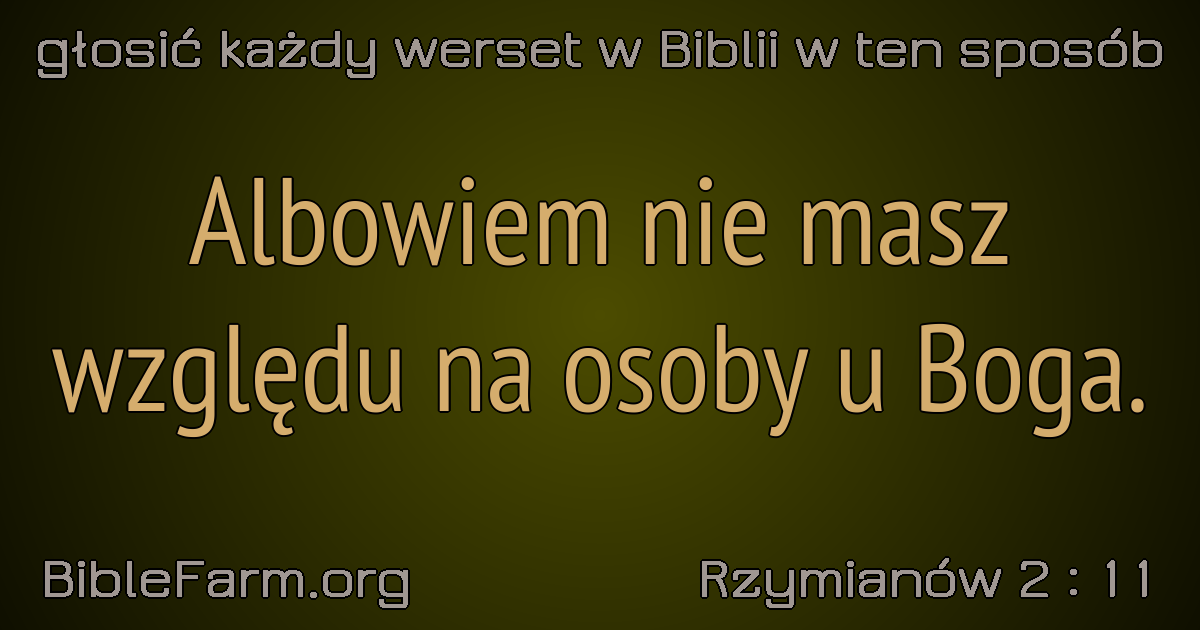 głosić każdy werset w Biblii w ten sposób
Albowiem nie masz
względu na osoby u Boga.
BibleFarm.org
Rzymianów 2 : 11